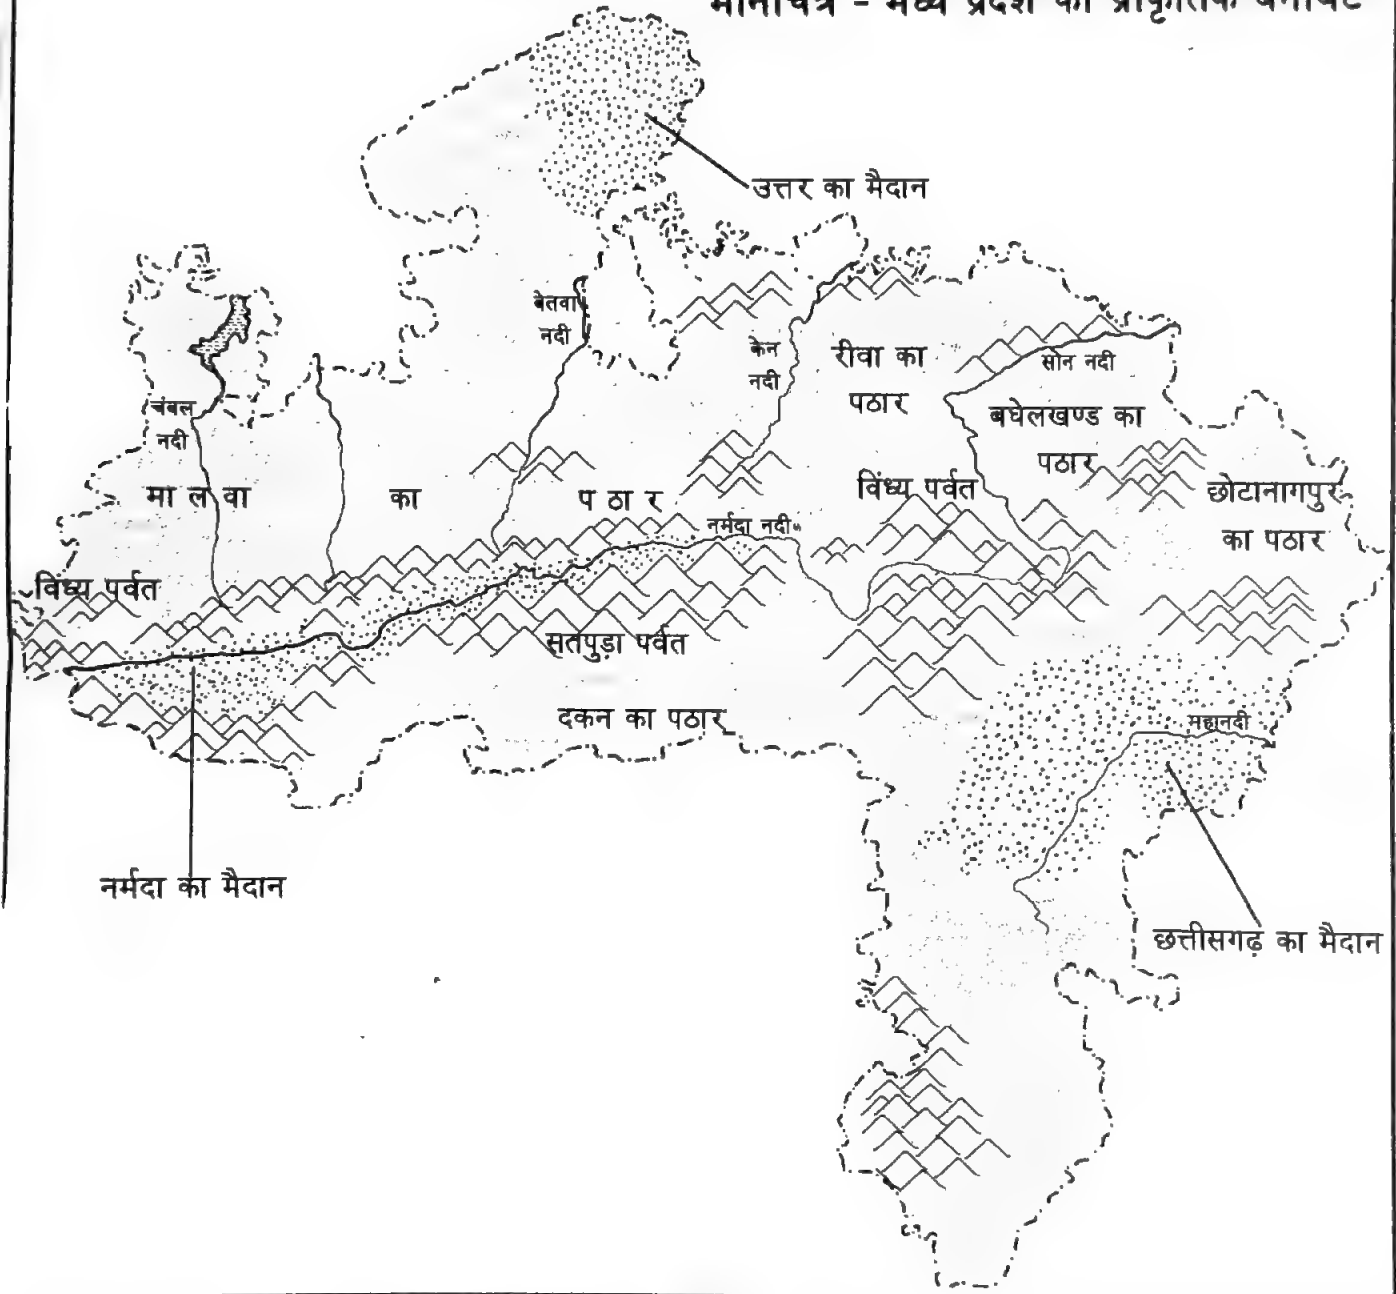 मानचित्र - मध्य प्रदेश की प्राकृतिक बनावट
उत्तर का मैदान
बेतवा
नदी
केन
नदी
रीवा का
पठार
सोन नदी
बघेलखण्ड का
पठार
चंबल
नदी
मा ल वा का प ठा र
विंध्य पर्वत
छोटानागपुर
का पठार
नर्मदा नदी
विंध्य पर्वत
सतपुड़ा पर्वत
दकन का पठार
महानदी
नर्मदा का मैदान
छत्तीसगढ़ का मैदान